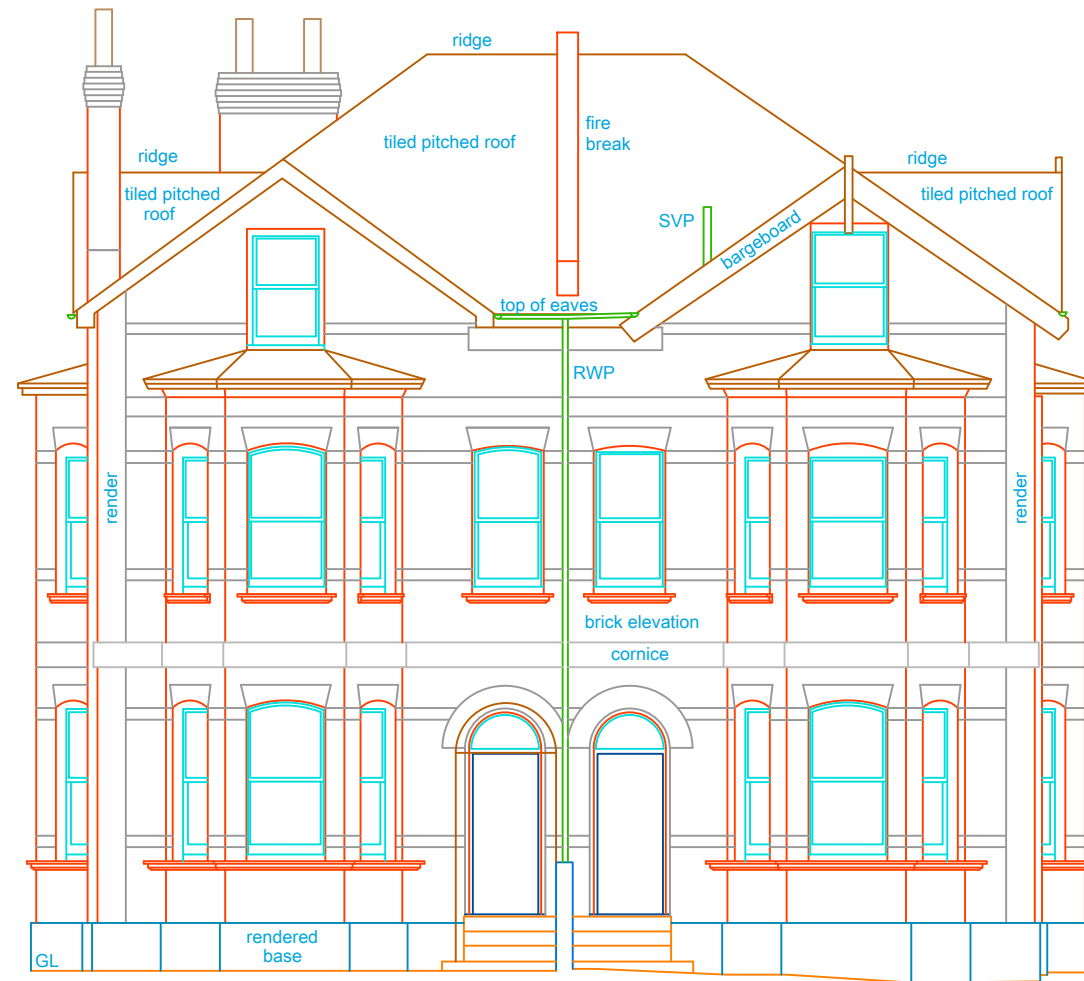 ridge
fire
break
tiled pitched roof
ridge
ridge
tiled pitched
roof
tiled pitched roof
SVP
bargeboard
top of eaves
RWP
render
render
brick elevation
cornice
rendered
base
GL